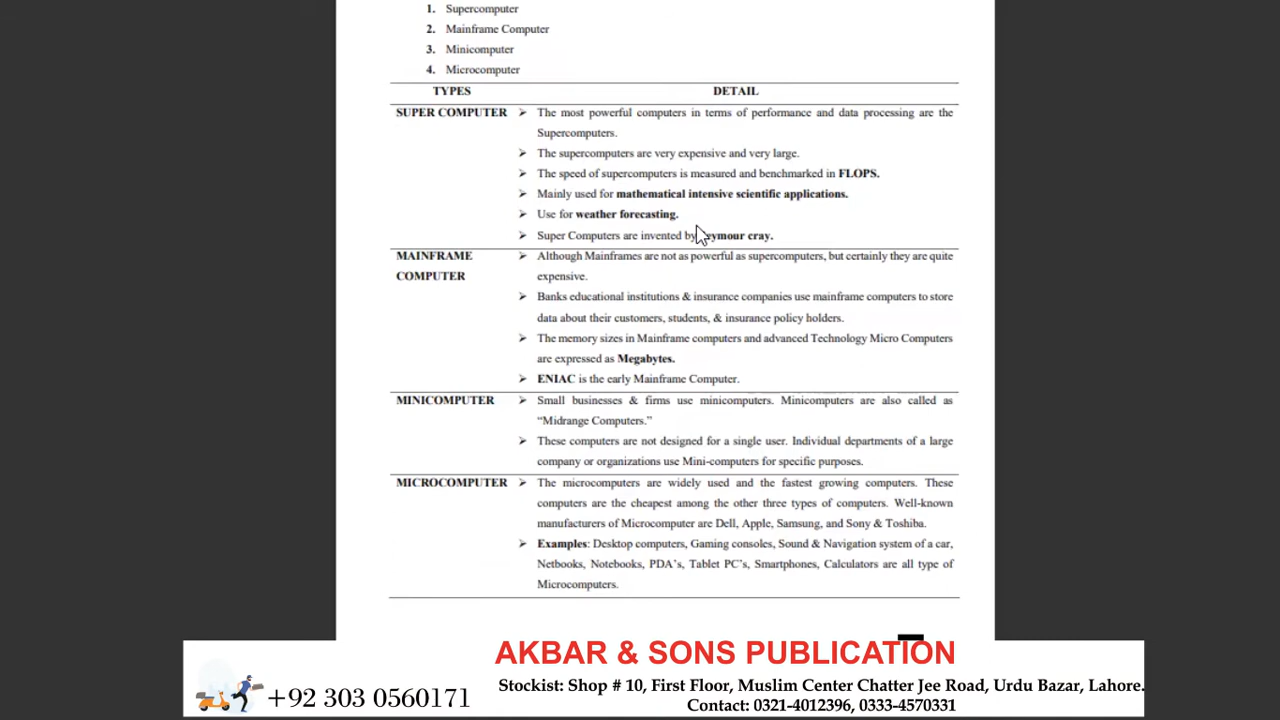 1. Supercomputer
2. Mainframe Computer
3. Minicomputer
4. Microcomputer
TYPES DETAIL
SUPER COMPUTER ➢ The most powerful computers in terms of performance and data processing are the
Supercomputers.
➢ The supercomputers are very expensive and very large.
➢ The speed of supercomputers is measured and benchmarked in FLOPS.
➢ Mainly used for mathematical intensive scientific applications.
➢ Use for weather forecasting.
➢ Super Computers are invented by cray.
MAINFRAME ➢ Although Mainframes are not as powerful as supercomputers, but certainly they are quite
COMPUTER expensive.
➢ Banks educational institutions & insurance companies use mainframe computers to store
data about their customers, students, & insurance policy holders.
➢ The memory sizes in Mainframe computers and advanced Technology Micro Computers
are expressed as Megabytes.
➢ ENIAC is the early Mainframe Computer.
MINICOMPUTER ➢ Small businesses & firms use minicomputers. Minicomputers are also called as
“Midrange Computers.”
➢ These computers are not designed for a single user. Individual departments of a large
company or organizations use Mini-computers for specific purposes.
MICROCOMPUTER ➢ The microcomputers are widely used and the fastest growing computers. These
computers are the cheapest among the other three types of computers. Well-known
manufacturers of Microcomputer are Dell, Apple, Samsung, and Sony & Toshiba.
➢ Examples: Desktop computers, Gaming consoles, Sound & Navigation system of a car,
Netbooks, Notebooks, PDA’s, Tablet PC’s, Smartphones, Calculators are all type of
Microcomputers.
AKBAR & SONS PUBLICATION
+92 303 0560171
Stockist: Shop # 10, First Floor, Muslim Center Chatter Jee Road, Urdu Bazar, Lahore.
Contact: 0321-4012396, 0333-4570331